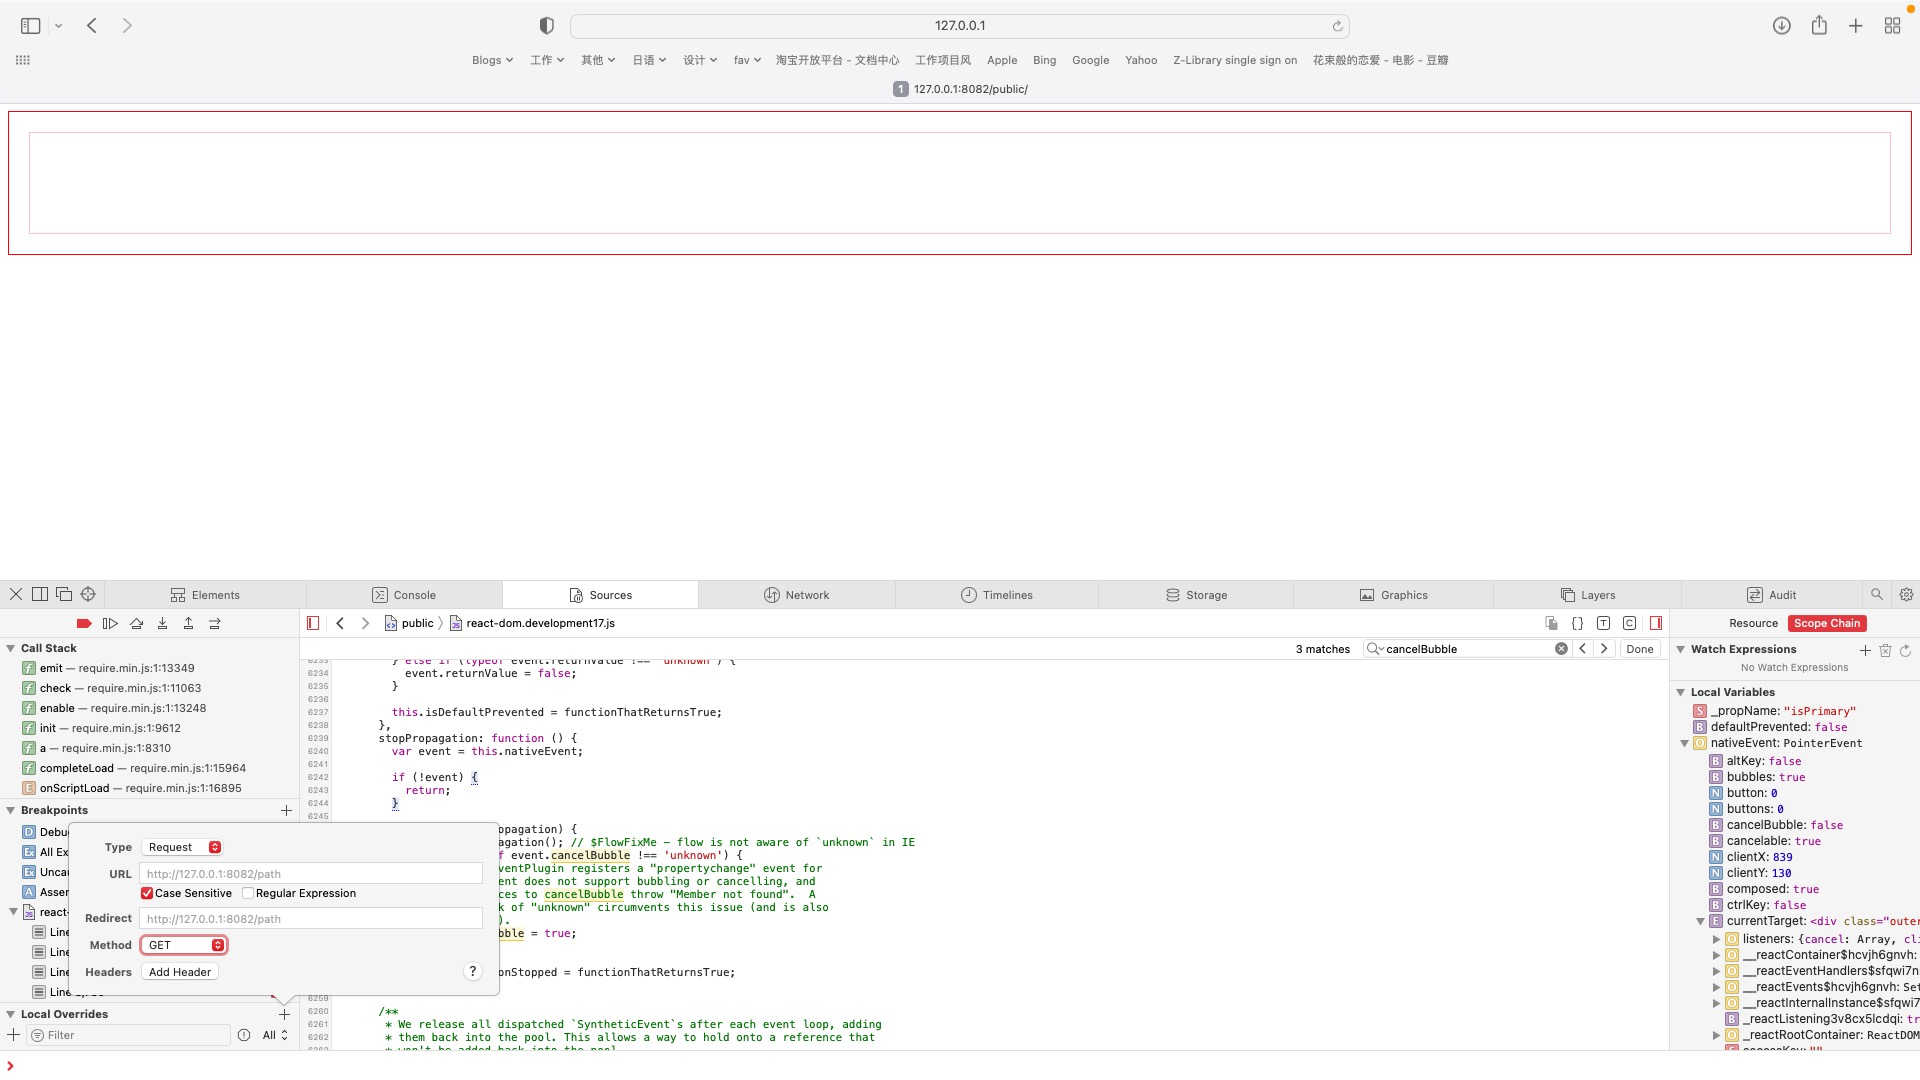 127.0.0.1
Blogs 工作 其他 日语 设计 fav 淘宝开放平台 - 文档中心 工作项目风 Apple Bing Google Yahoo Z-Library single sign on 花束般的恋爱 - 电影 - 豆瓣
1 127.0.0.1:8082/public/
Elements Console Sources Network Timelines Storage Graphics Layers Audit
public 〉 react-dom.development17.js
Resource Scope Chain
3 matches cancelBubble Done
Call Stack
emit — require.min.js:1:13349
check — require.min.js:1:11063
enable — require.min.js:1:13248
init — require.min.js:1:9612
a — require.min.js:1:8310
completeLoad — require.min.js:1:15964
onScriptLoad — require.min.js:1:16895
Breakpoints
Debu
All Ex
Unca
Asser
react-
Line
Line
Line
Line
Type Request
URL http://127.0.0.1:8082/path
Case Sensitive Regular Expression
Redirect http://127.0.0.1:8082/path
Method GET
Headers Add Header ?
Local Overrides
Filter All
6233 } else if (typeof event.returnValue !== 'unknown') {
6234 event.returnValue = false;
6235 }
6236
6237 this.isDefaultPrevented = functionThatReturnsTrue;
6238 },
6239 stopPropagation: function () {
6240 var event = this.nativeEvent;
6241
6242 if (!event) {
6243 return;
6244 }
6245
opagation) {
agation(); // $FlowFixMe - flow is not aware of `unknown` in IE
f event.cancelBubble !== 'unknown') {
ventPlugin registers a "propertychange" event for
ent does not support bubbling or cancelling, and
ces to cancelBubble throw "Member not found". A
k of "unknown" circumvents this issue (and is also
).
bble = true;
onStopped = functionThatReturnsTrue;
6259
6260 /**
6261 * We release all dispatched `SyntheticEvent`s after each event loop, adding
6262 * them back into the pool. This allows a way to hold onto a reference that
6263 * won't be added back into the pool.
Watch Expressions
No Watch Expressions
Local Variables
S _propName: "isPrimary"
B defaultPrevented: false
O nativeEvent: PointerEvent
B altKey: false
B bubbles: true
N button: 0
N buttons: 0
B cancelBubble: false
B cancelable: true
N clientX: 839
N clientY: 130
B composed: true
B ctrlKey: false
E currentTarget: <div class="outer
O listeners: {cancel: Array, cli
O __reactContainer$hcvjh6gnvh:
O __reactEventHandlers$sfqwi7n
O __reactEvents$hcvjh6gnvh: Set
O __reactInternalInstance$sfqwi7
B _reactListening3v8cx5lcdqi: tr
O _reactRootContainer: ReactDOM
S accessKey: ""